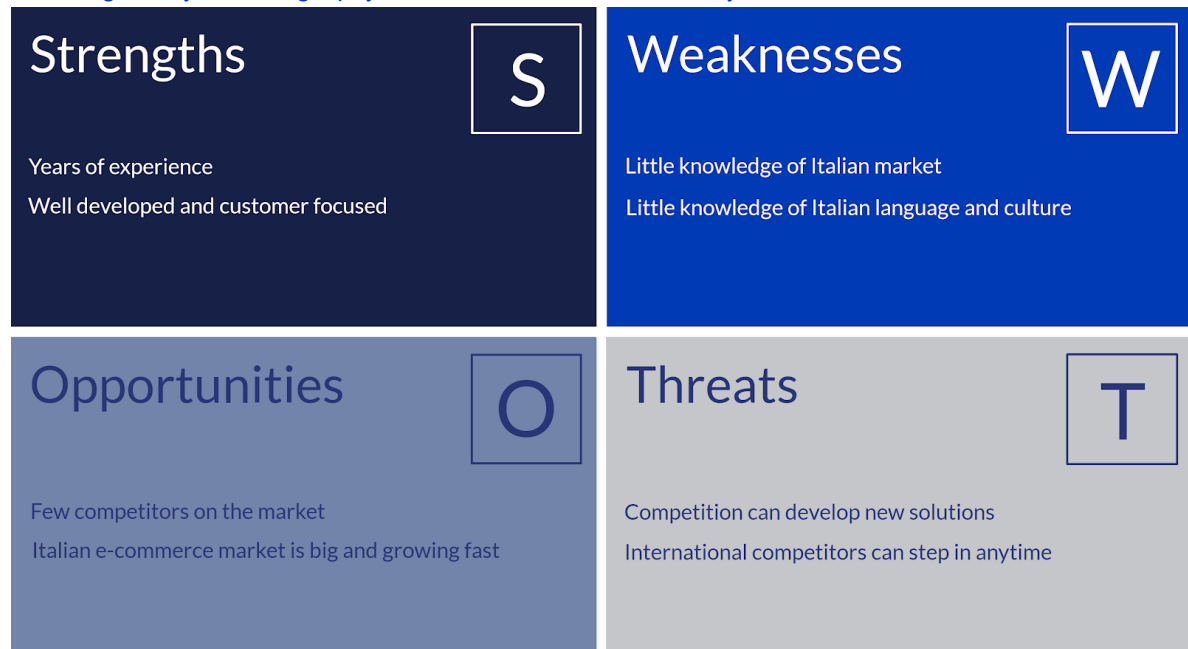 Strengths
S
Years of experience
Well developed and customer focused
Weaknesses
W
Little knowledge of Italian market
Little knowledge of Italian language and culture
Opportunities
O
Few competitors on the market
Italian e-commerce market is big and growing fast
Threats
T
Competition can develop new solutions
International competitors can step in anytime